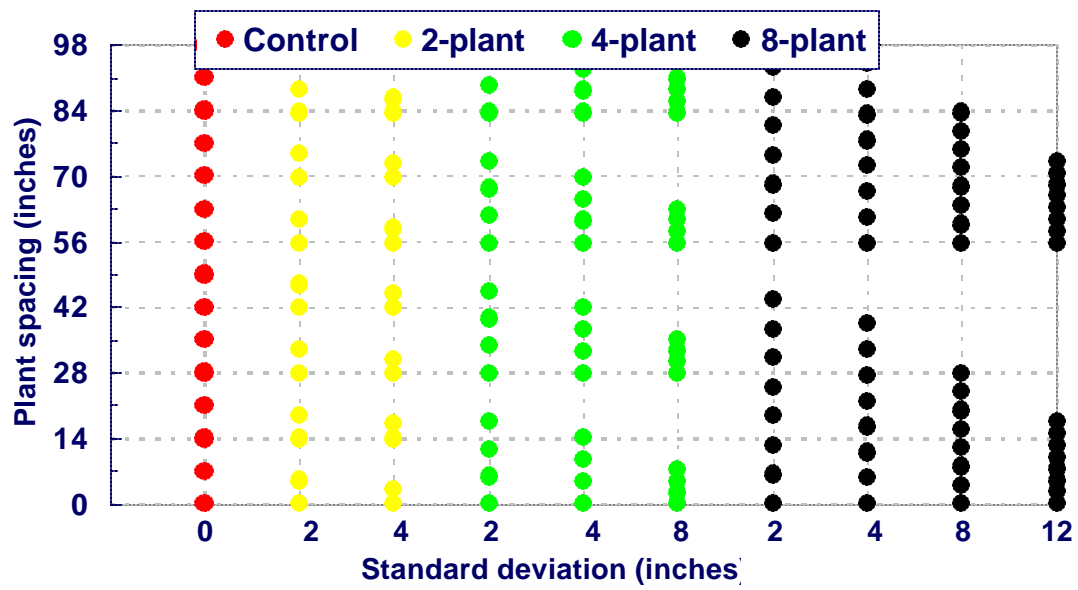 Control 2-plant 4-plant 8-plant
98
84
70
56
42
28
14
0
Plant spacing (inches)
0 2 4 2 4 8 2 4 8 12
Standard deviation (inches)